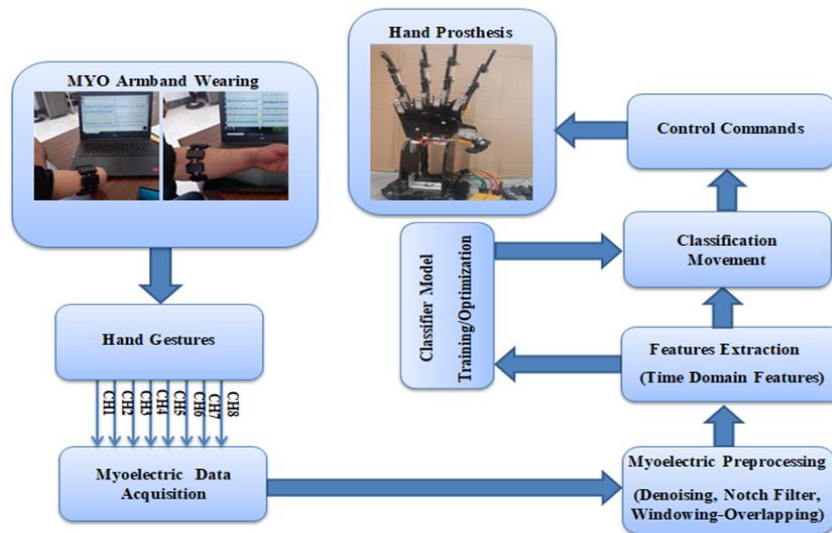 MYO Armband Wearing
Hand Gestures
CH1
CH2
CH3
CH4
CH5
CH6
CH7
CH8
Myoelectric Data
Acquisition
Myoelectric Preprocessing
(Denoising, Notch Filter,
Windowing-Overlapping)
Features Extraction
(Time Domain Features)
Classifier Model
Training/Optimization
Classification
Movement
Control Commands
Hand Prosthesis